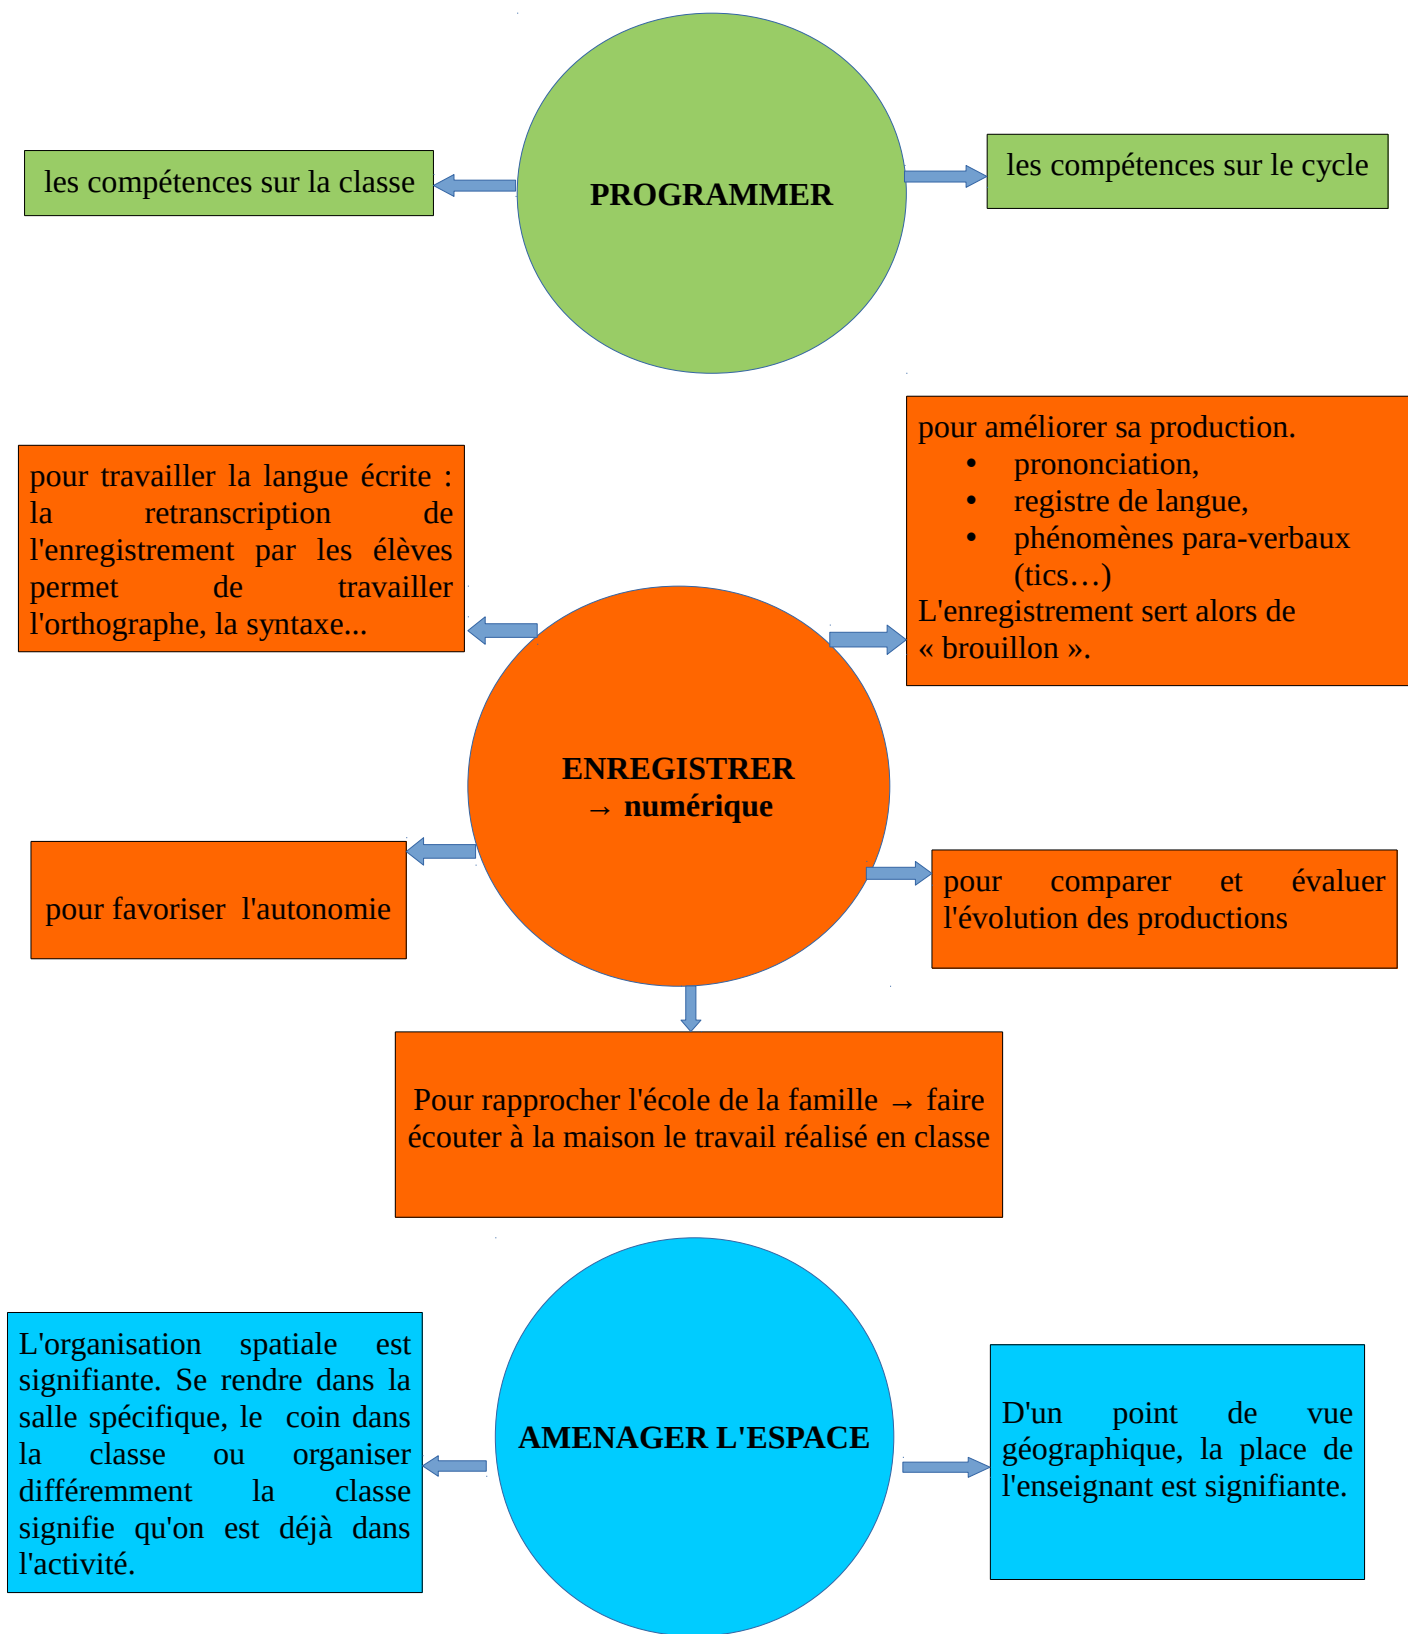 les compétences sur la classe
PROGRAMMER
les compétences sur le cycle
pour travailler la langue écrite :
la retranscription de
l'enregistrement par les élèves
permet de travailler
l'orthographe, la syntaxe...
pour améliorer sa production.
• prononciation,
• registre de langue,
• phénomènes para-verbaux
(tics…)
L'enregistrement sert alors de
« brouillon ».
ENREGISTRER
→ numérique
pour favoriser l'autonomie
pour comparer et évaluer
l'évolution des productions
Pour rapprocher l'école de la famille → faire
écouter à la maison le travail réalisé en classe
L'organisation spatiale est
signifiante. Se rendre dans la
salle spécifique, le coin dans
la classe ou organiser
différemment la classe
signifie qu'on est déjà dans
l'activité.
AMENAGER L'ESPACE
D'un point de vue
géographique, la place de
l'enseignant est signifiante.